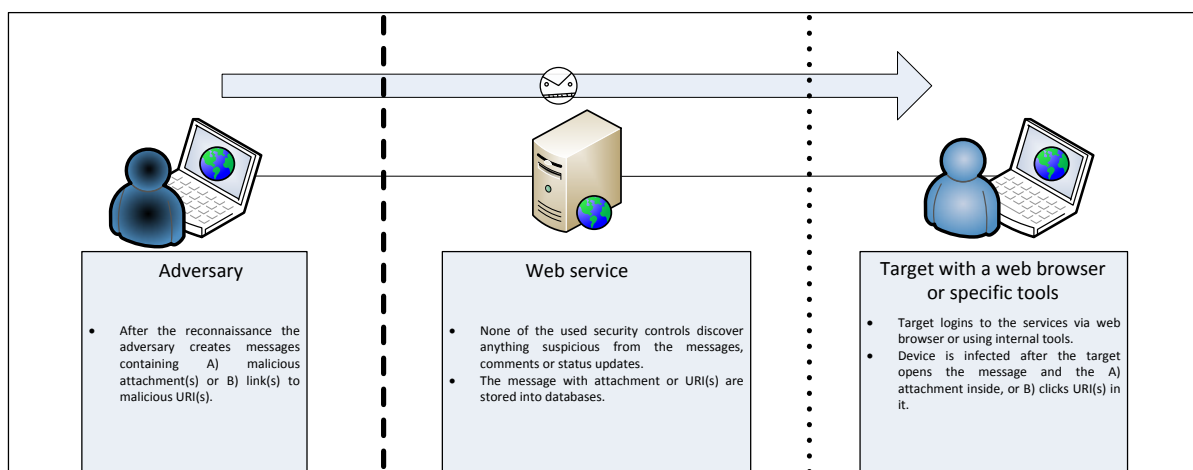 Adversary
• After the reconnaissance the
adversary creates messages
containing A) malicious
attachment(s) or B) link(s) to
malicious URI(s).
Web service
• None of the used security controls discover
anything suspicious from the messages,
comments or status updates.
• The message with attachment or URI(s) are
stored into databases.
Target with a web browser
or specific tools
• Target logins to the services via web
browser or using internal tools.
• Device is infected after the target
opens the message and the A)
attachment inside, or B) clicks URI(s) in
it.